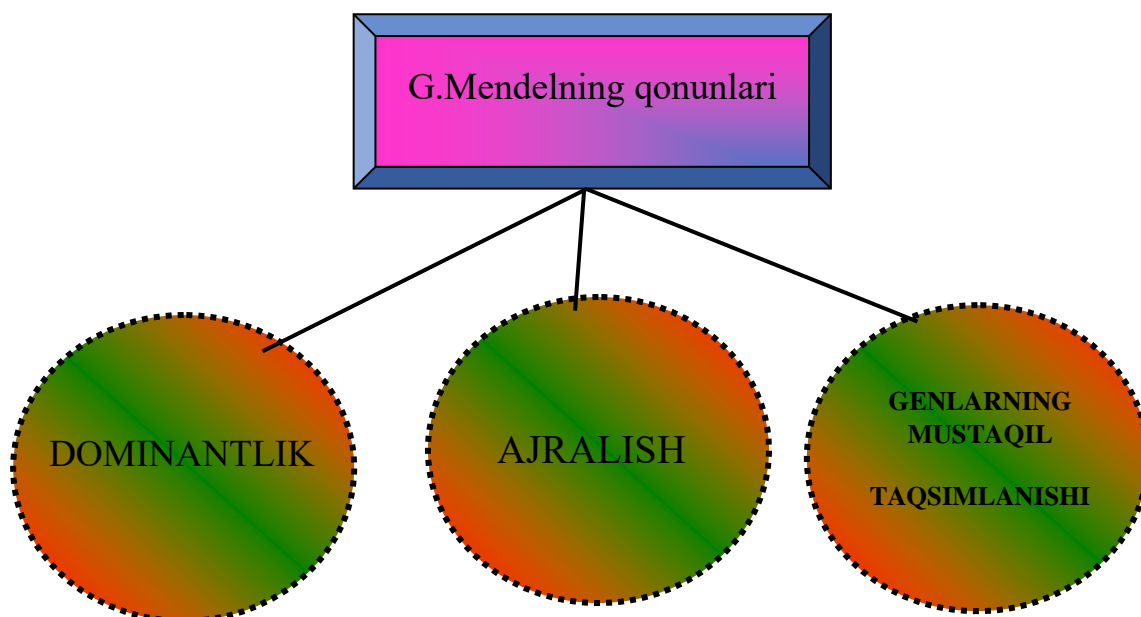 G.Mendelning qonunlari
DOMINANTLIK
AJRALISH
GENLARNING
MUSTAQIL
TAQSIMLANISHI